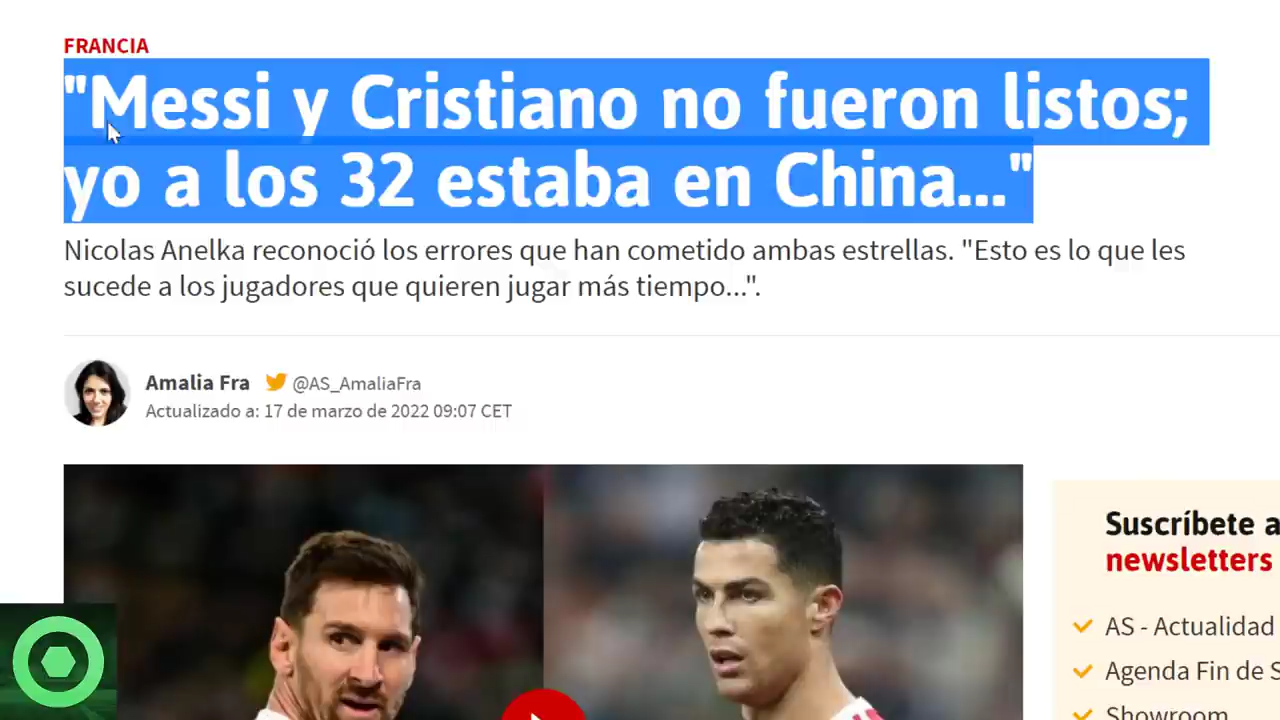 FRANCIA
"Messi y Cristiano no fueron listos;
yo a los 32 estaba en China..."
Nicolas Anelka reconoció los errores que han cometido ambas estrellas. "Esto es lo que les
sucede a los jugadores que quieren jugar más tiempo...".
Amalia Fra @AS_AmaliaFra
Actualizado a: 17 de marzo de 2022 09:07 CET
Suscríbete a
newsletters
AS - Actualidad
Agenda Fin de S
Showroom